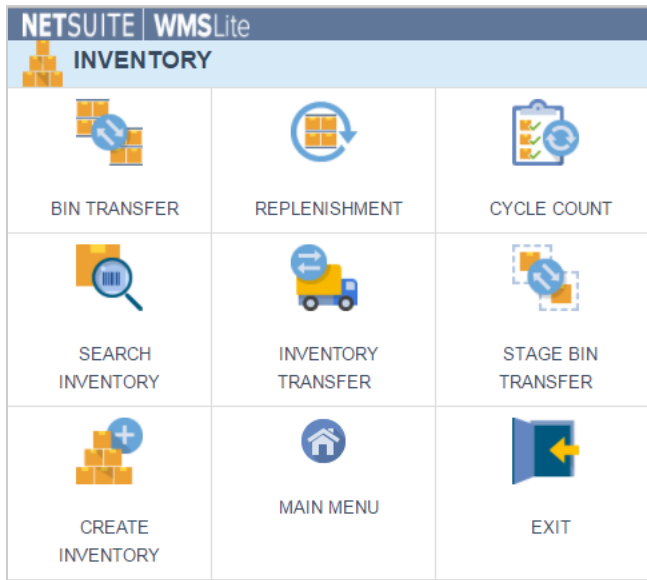 NETSUITE | WMSLite
INVENTORY
BIN TRANSFER
REPLENISHMENT
CYCLE COUNT
SEARCH
INVENTORY
INVENTORY
TRANSFER
STAGE BIN
TRANSFER
CREATE
INVENTORY
MAIN MENU
EXIT